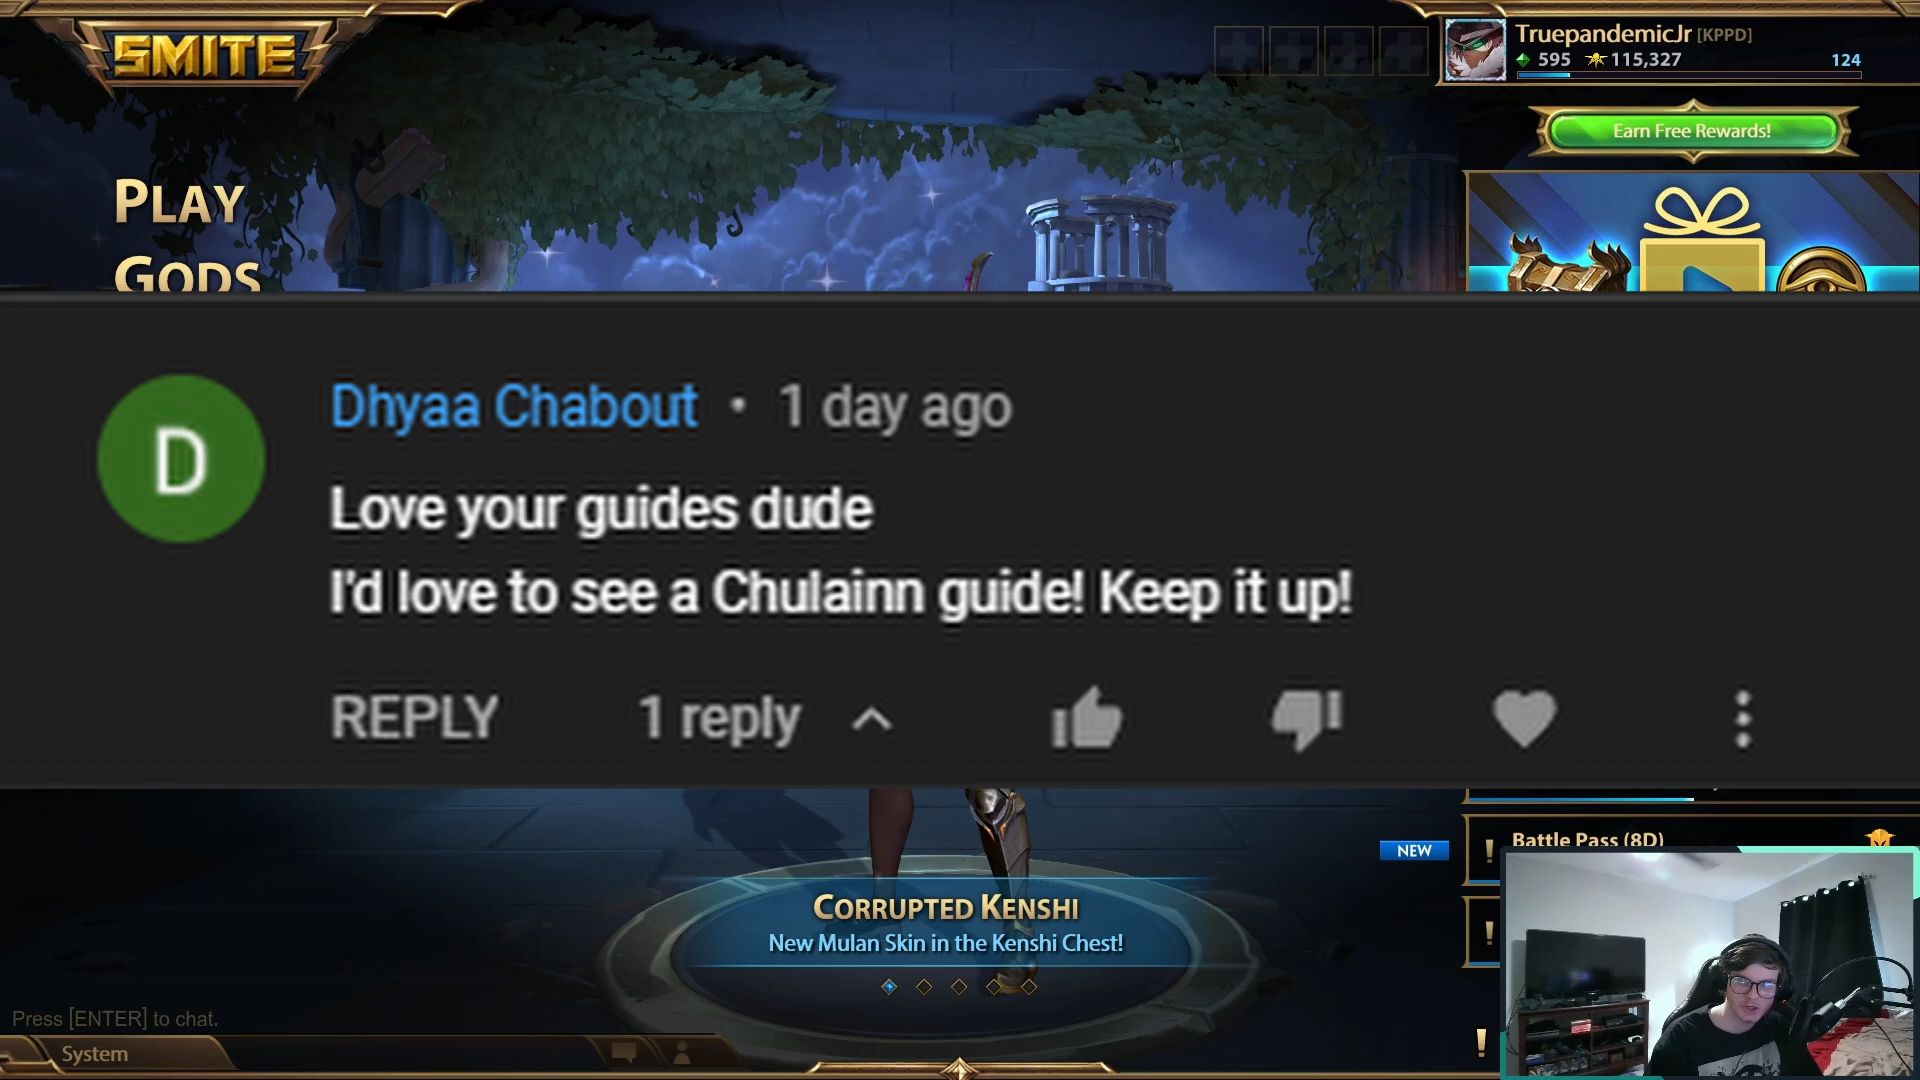 SMITE
TruepandemicJr [KPPD]
595 115,327 124
Earn Free Rewards!
PLAY
GODS
D
Dhyaa Chabout • 1 day ago
Love your guides dude
I'd love to see a Chulainn guide! Keep it up!
REPLY 1 reply
NEW
Battle Pass (8D)
CORRUPTED KENSHI
New Mulan Skin in the Kenshi Chest!
Press [ENTER] to chat.
System